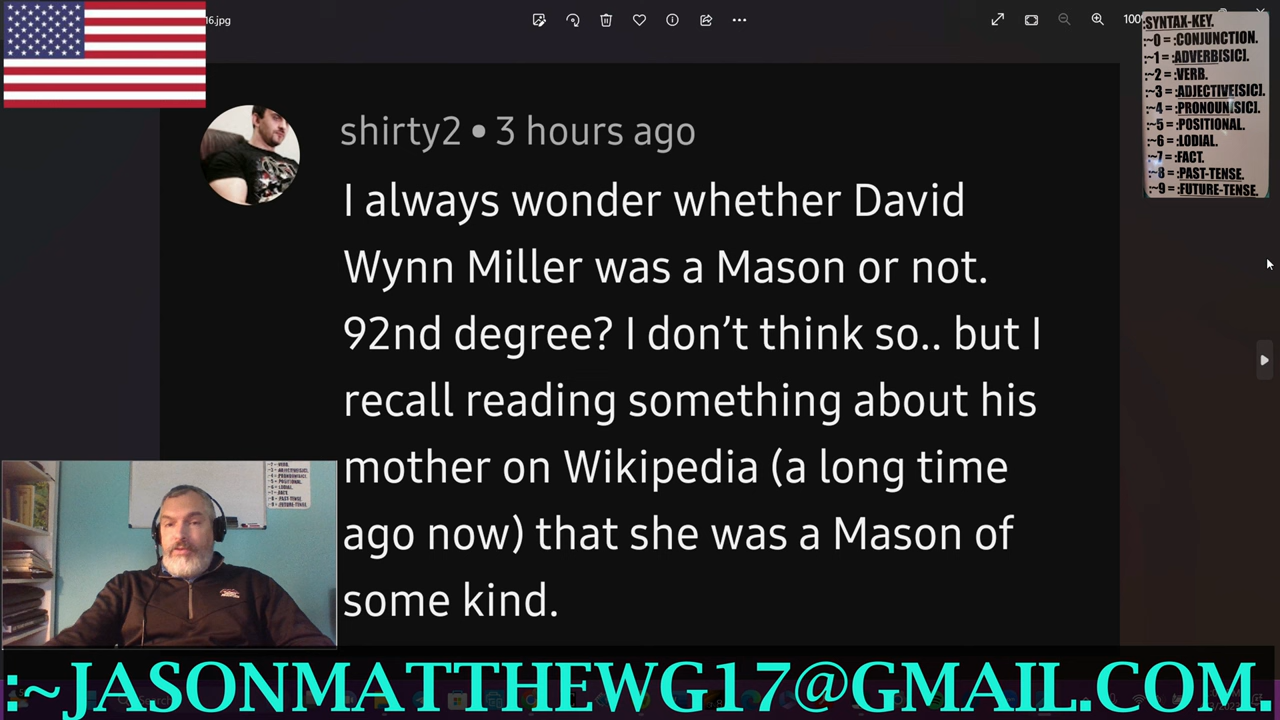 16.jpg
100
:SYNTAX-KEY.
:~0 = :CONJUNCTION.
:~1 = :ADVERB[SIC].
:~2 = :VERB.
:~3 = :ADJECTIVE[SIC].
:~4 = :PRONOUN[SIC].
:~5 = :POSITIONAL.
:~6 = :LODIAL.
:~7 = :FACT.
:~8 = :PAST-TENSE.
:~9 = :FUTURE-TENSE.
shirty2 • 3 hours ago
I always wonder whether David
Wynn Miller was a Mason or not.
92nd degree? I don’t think so.. but I
recall reading something about his
mother on Wikipedia (a long time
ago now) that she was a Mason of
some kind.
:~JASONMATTHEWG17@GMAIL.COM.